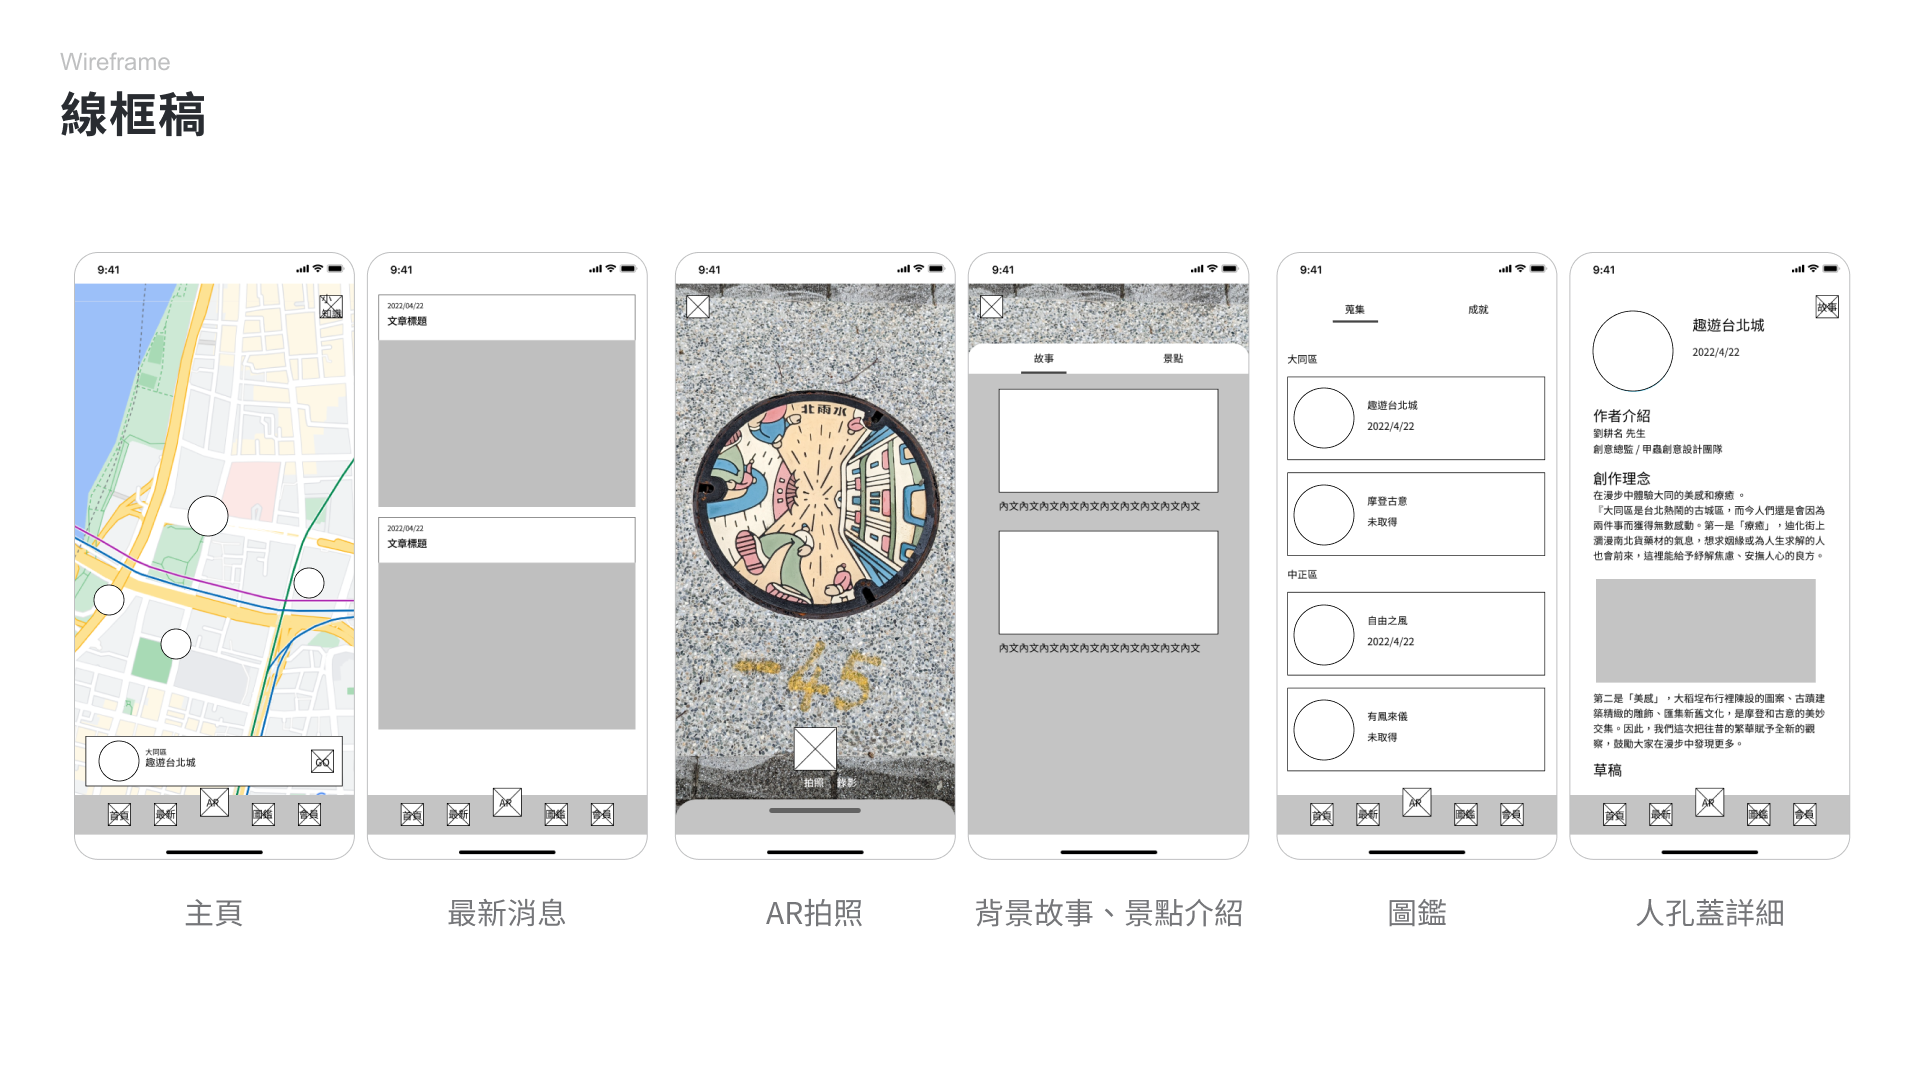 Wireframe
線框稿
9:41
小
知識
大同區
趣遊台北城
GO
首頁
最新
AR
圖鑑
會員
主頁
9:41
2022/04/22
文章標題
2022/04/22
文章標題
首頁
最新
AR
圖鑑
會員
最新消息
9:41
北雨水
-45
拍照 錄影
AR拍照
9:41
故事 景點
內文內文內文內文內文內文內文內文內文內文
內文內文內文內文內文內文內文內文內文內文
背景故事、景點介紹
9:41
蒐集 成就
大同區
趣遊台北城
2022/4/22
摩登古意
未取得
中正區
自由之風
2022/4/22
有鳳來儀
未取得
首頁
最新
AR
圖鑑
會員
圖鑑
9:41
故事
趣遊台北城
2022/4/22
作者介紹
劉耕名 先生
創意總監 / 甲蟲創意設計團隊
創作理念
在漫步中體驗大同的美感和療癒 。
『大同區是台北熱鬧的古城區，而今人們還是會因為
兩件事而獲得無數感動。第一是「療癒」，迪化街上
瀰漫南北貨藥材的氣息，想求姻緣或為人生求解的人
也會前來，這裡能給予紓解焦慮、安撫人心的良方。
第二是「美感」，大稻埕布行裡陳設的圖案、古蹟建
築精緻的雕飾、匯集新舊文化，是摩登和古意的美妙
交集。因此，我們這次把往昔的繁華賦予全新的觀
察，鼓勵大家在漫步中發現更多。
草稿
首頁
最新
AR
圖鑑
會員
人孔蓋詳細